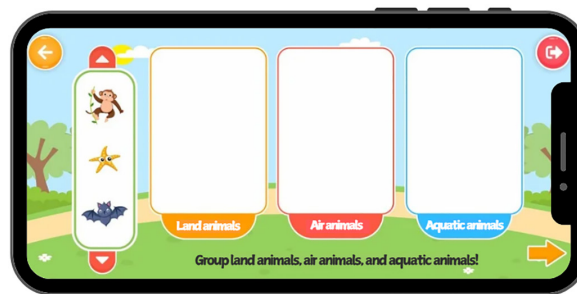 Land animals
Air animals
Aquatic animals
Group land animals, air animals, and aquatic animals!